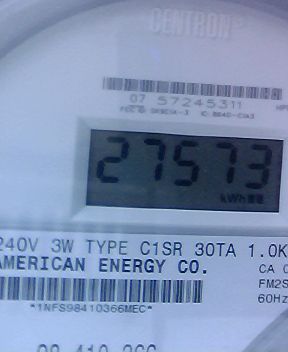 CENTRON
07 57245311
27573
kWh
240V 3W TYPE C1SR 30TA 1.0K
AMERICAN ENERGY CO.
CA
FM2S
60Hz
*1NFS98410366MEC*